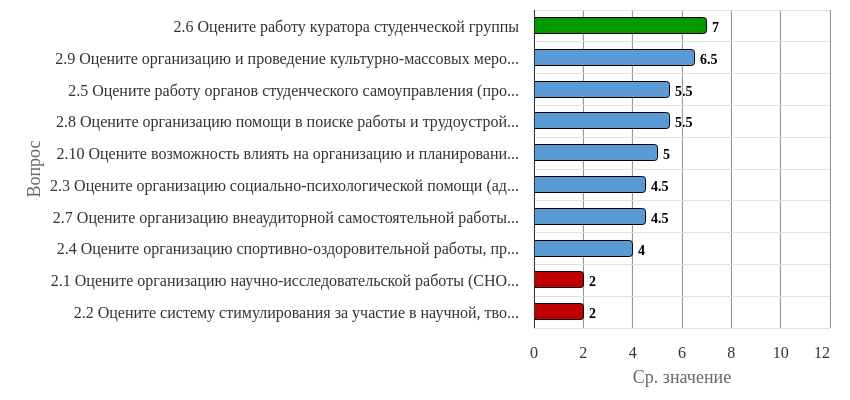 2.6 Оцените работу куратора студенческой группы 7
2.9 Оцените организацию и проведение культурно-массовых меро... 6.5
2.5 Оцените работу органов студенческого самоуправления (про... 5.5
2.8 Оцените организацию помощи в поиске работы и трудоустрой... 5.5
2.10 Оцените возможность влиять на организацию и планировани... 5
2.3 Оцените организацию социально-психологической помощи (ад... 4.5
2.7 Оцените организацию внеаудиторной самостоятельной работы... 4.5
2.4 Оцените организацию спортивно-оздоровительной работы, пр... 4
2.1 Оцените организацию научно-исследовательской работы (СНО... 2
2.2 Оцените систему стимулирования за участие в научной, тво... 2
Вопрос
0 2 4 6 8 10 12
Ср. значение